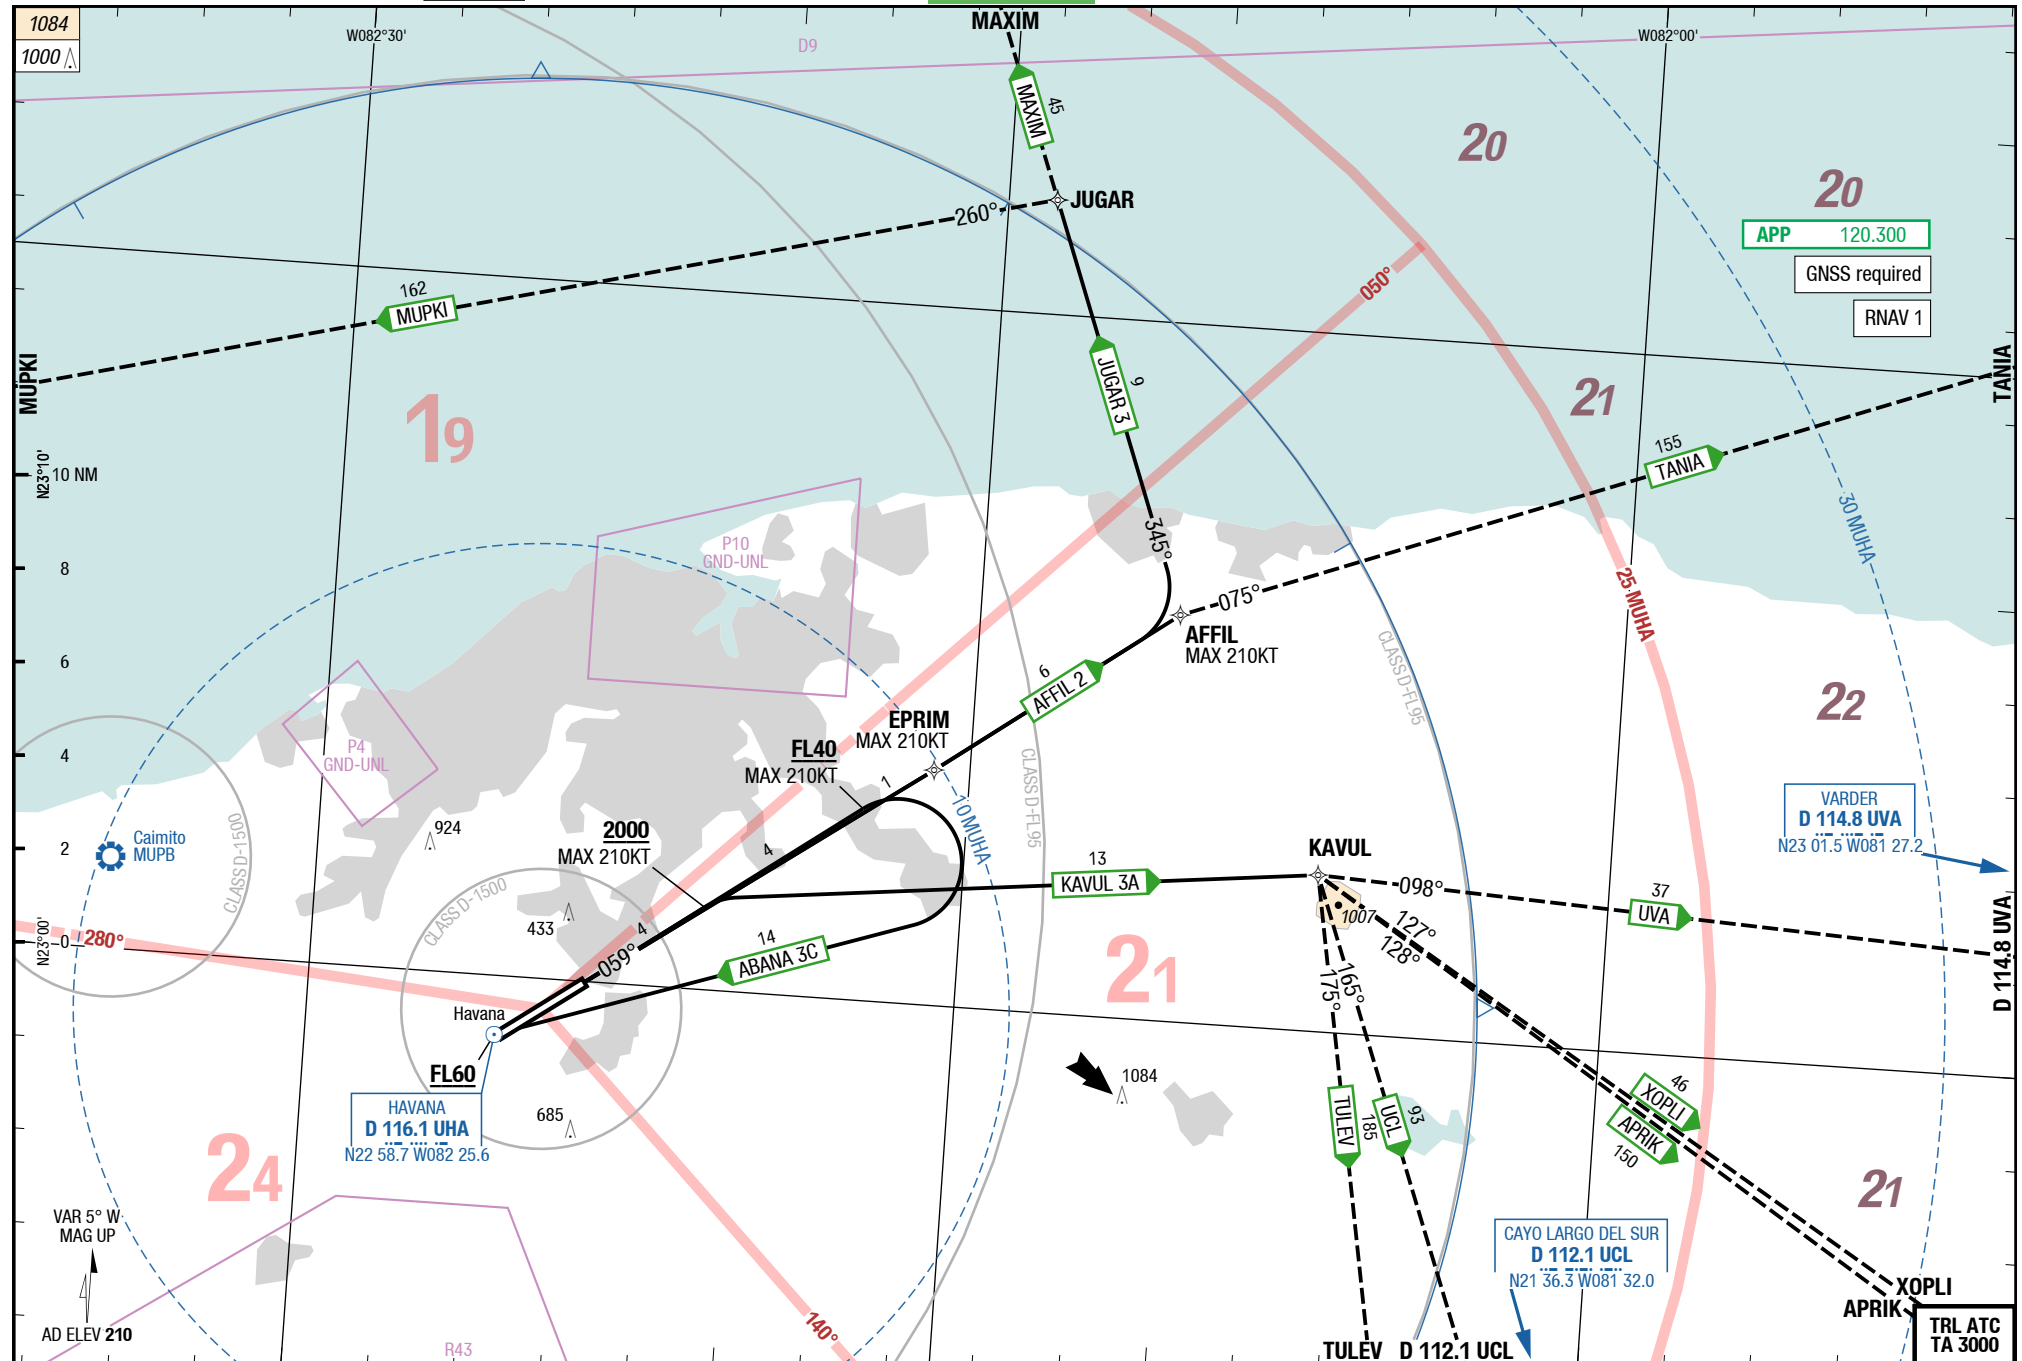 1084
1000
W082°30'
D9
MAXIM
W082°00'
MAXIM
45
20
20
JUGAR
260°
APP 120.300
GNSS required
RNAV 1
050°
162
MUPKI
MUPKI
TANIA
JUGAR 3
9
19
21
155
TANIA
N23°10'
10 NM
30 MUHA
345°
P10
GND-UNL
8
075°
25 MUHA
AFFIL
MAX 210KT
CLASS D-FL95
6
6
AFFIL 2
22
EPRIM
MAX 210KT
P4
GND-UNL
4
FL40
MAX 210KT
1
CLASS D-FL95
10 MUHA
VARDER
D 114.8 UVA
N23 01.5 W081 27.2
924
2000
MAX 210KT
Caimito
MUPB
2
CLASS D-1500
4
KAVUL
13
KAVUL 3A
098°
37
UVA
CLASS D-1500
433
4
1007
127°
128°
N23°00'
0
280°
059°
14
ABANA 3C
21
165°
175°
D 114.8 UVA
Havana
FL60
1084
46
XOPLI
APRIK
150
HAVANA
D 116.1 UHA
N22 58.7 W082 25.6
685
TULEV
185
UCL
93
24
21
VAR 5° W
MAG UP
CAYO LARGO DEL SUR
D 112.1 UCL
N21 36.3 W081 32.0
XOPLI
APRIK
AD ELEV 210
R43
140°
TULEV
D 112.1 UCL
TRL ATC
TA 3000